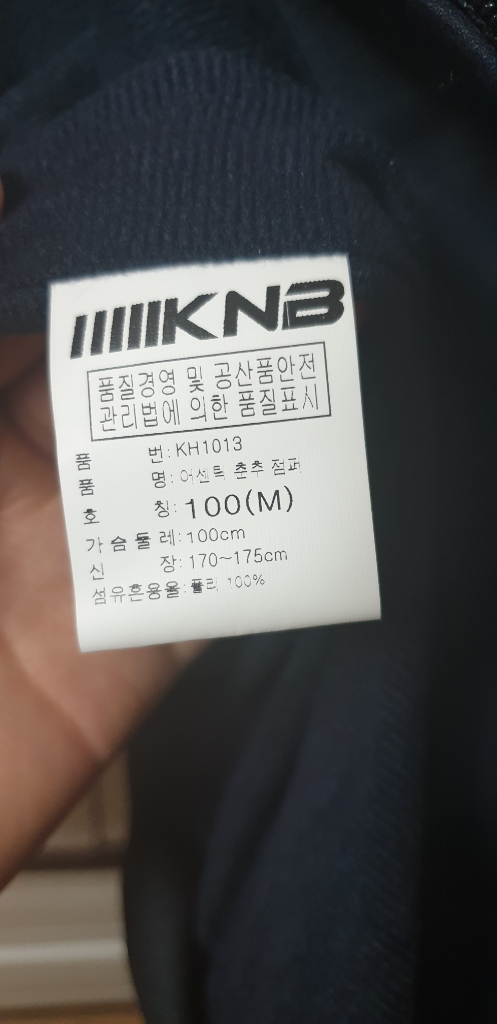 KNB
품질경영 및 공산품안전
관리법에 의한 품질표시
품 번: KH1013
품 명: 어센틱 춘추 점퍼
호 칭: 100(M)
가슴둘레: 100cm
신 장: 170~175cm
섬유혼용율: 폴리 100%